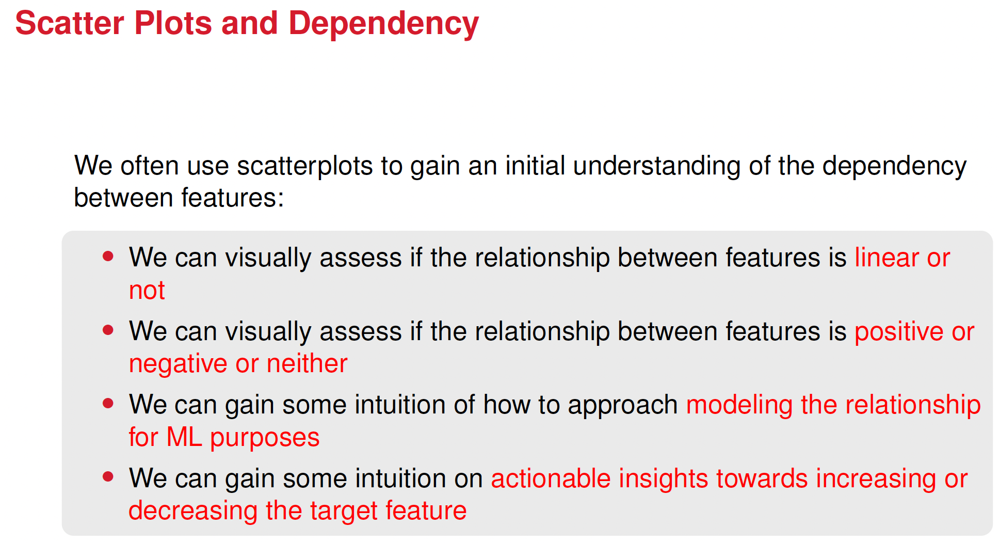 Scatter Plots and Dependency
We often use scatterplots to gain an initial understanding of the dependency
between features:
• We can visually assess if the relationship between features is linear or
not
• We can visually assess if the relationship between features is positive or
negative or neither
• We can gain some intuition of how to approach modeling the relationship
for ML purposes
• We can gain some intuition on actionable insights towards increasing or
decreasing the target feature